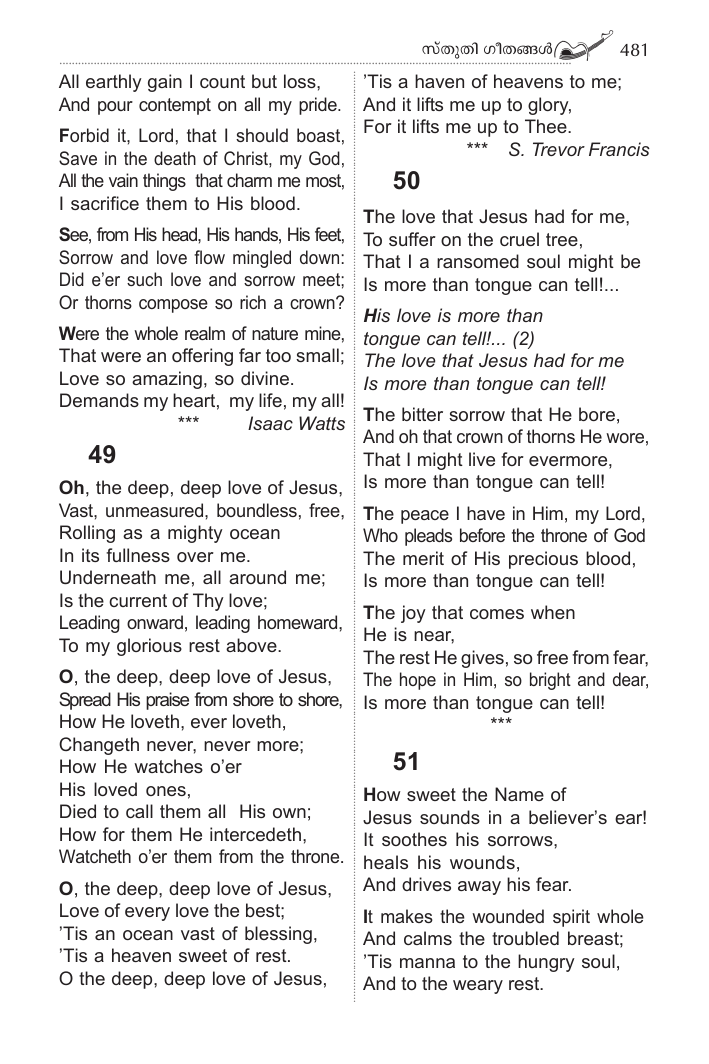 സ്തുതി ഗീതങ്ങൾ 481
All earthly gain I count but loss,
And pour contempt on all my pride.
Forbid it, Lord, that I should boast,
Save in the death of Christ, my God,
All the vain things that charm me most,
I sacrifice them to His blood.
See, from His head, His hands, His feet,
Sorrow and love flow mingled down:
Did e’er such love and sorrow meet;
Or thorns compose so rich a crown?
Were the whole realm of nature mine,
That were an offering far too small;
Love so amazing, so divine.
Demands my heart, my life, my all!
*** Isaac Watts
49
Oh, the deep, deep love of Jesus,
Vast, unmeasured, boundless, free,
Rolling as a mighty ocean
In its fullness over me.
Underneath me, all around me;
Is the current of Thy love;
Leading onward, leading homeward,
To my glorious rest above.
O, the deep, deep love of Jesus,
Spread His praise from shore to shore,
How He loveth, ever loveth,
Changeth never, never more;
How He watches o’er
His loved ones,
Died to call them all His own;
How for them He intercedeth,
Watcheth o’er them from the throne.
O, the deep, deep love of Jesus,
Love of every love the best;
’Tis an ocean vast of blessing,
’Tis a heaven sweet of rest.
O the deep, deep love of Jesus,
’Tis a haven of heavens to me;
And it lifts me up to glory,
For it lifts me up to Thee.
*** S. Trevor Francis
50
The love that Jesus had for me,
To suffer on the cruel tree,
That I a ransomed soul might be
Is more than tongue can tell!...
His love is more than
tongue can tell!... (2)
The love that Jesus had for me
Is more than tongue can tell!
The bitter sorrow that He bore,
And oh that crown of thorns He wore,
That I might live for evermore,
Is more than tongue can tell!
The peace I have in Him, my Lord,
Who pleads before the throne of God
The merit of His precious blood,
Is more than tongue can tell!
The joy that comes when
He is near,
The rest He gives, so free from fear,
The hope in Him, so bright and dear,
Is more than tongue can tell!
***
51
How sweet the Name of
Jesus sounds in a believer’s ear!
It soothes his sorrows,
heals his wounds,
And drives away his fear.
It makes the wounded spirit whole
And calms the troubled breast;
’Tis manna to the hungry soul,
And to the weary rest.